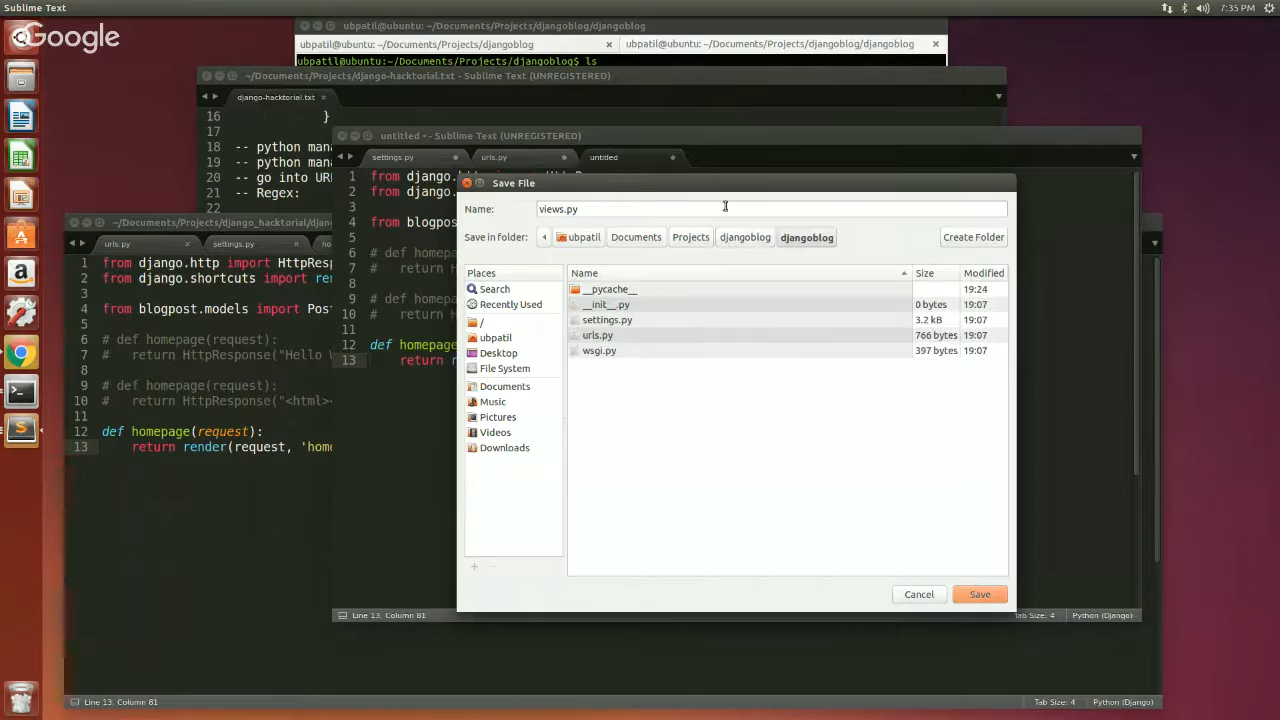 Sublime Text
7:35 PM
Google
ubpatil@ubuntu: ~/Documents/Projects/djangoblog/djangoblog
ubpatil@ubuntu: ~/Documents/Projects/djangoblog
ubpatil@ubuntu: ~/Documents/Projects/djangoblog/djangoblog
ubpatil@ubuntu:~/Documents/Projects/djangoblog$ ls
~/Documents/Projects/django-hacktorial.txt - Sublime Text (UNREGISTERED)
django-hacktorial.txt
16 }
17
18 -- python mana
19 -- python man
20 -- go into UR
21 -- Regex:
22
untitled • - Sublime Text (UNREGISTERED)
settings.py
urls.py
untitled
1 from django.
2 from django.
3
4 from blogpos
5
6 # def homepa
7 # return H
8
9 # def homepa
10 # return H
11
12 def homepage
13 return r
Line 13, Column 81
Tab Size: 4
Python (Django)
~/Documents/Projects/django_hacktorial/django
urls.py
settings.py
1 from django.http import HttpResp
2 from django.shortcuts import ren
3
4 from blogpost.models import Post
5
6 # def homepage(request):
7 # return HttpResponse("Hello W
8
9 # def homepage(request):
10 # return HttpResponse("<html><
11
12 def homepage(request):
13 return render(request, 'home
Line 13, Column 81
Tab Size: 4
Python (Django)
Save File
Name: views.py
Save in folder: ubpatil Documents Projects djangoblog djangoblog Create Folder
Places
Search
Recently Used
/
ubpatil
Desktop
File System
Documents
Music
Pictures
Videos
Downloads
Name Size Modified
__pycache__ 19:24
__init__.py 0 bytes 19:07
settings.py 3.2 kB 19:07
urls.py 766 bytes 19:07
wsgi.py 397 bytes 19:07
Cancel
Save